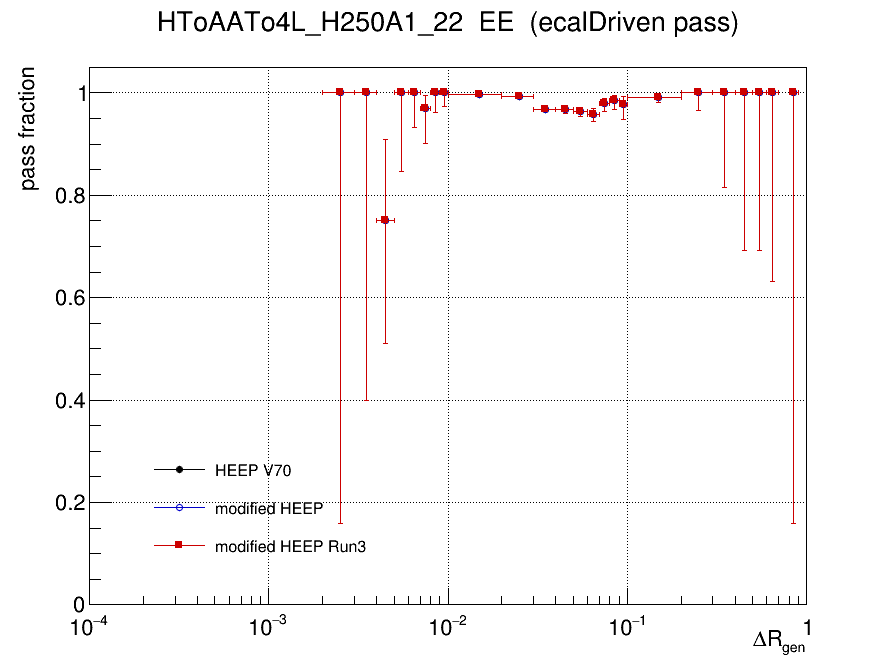 HToAATo4L_H250A1_22 EE (ecalDriven pass)
pass fraction
1
0.8
0.6
0.4
0.2
0
HEEP V70
modified HEEP
modified HEEP Run3
10⁻⁴ 10⁻³ 10⁻² 10⁻¹ 1
ΔR_gen